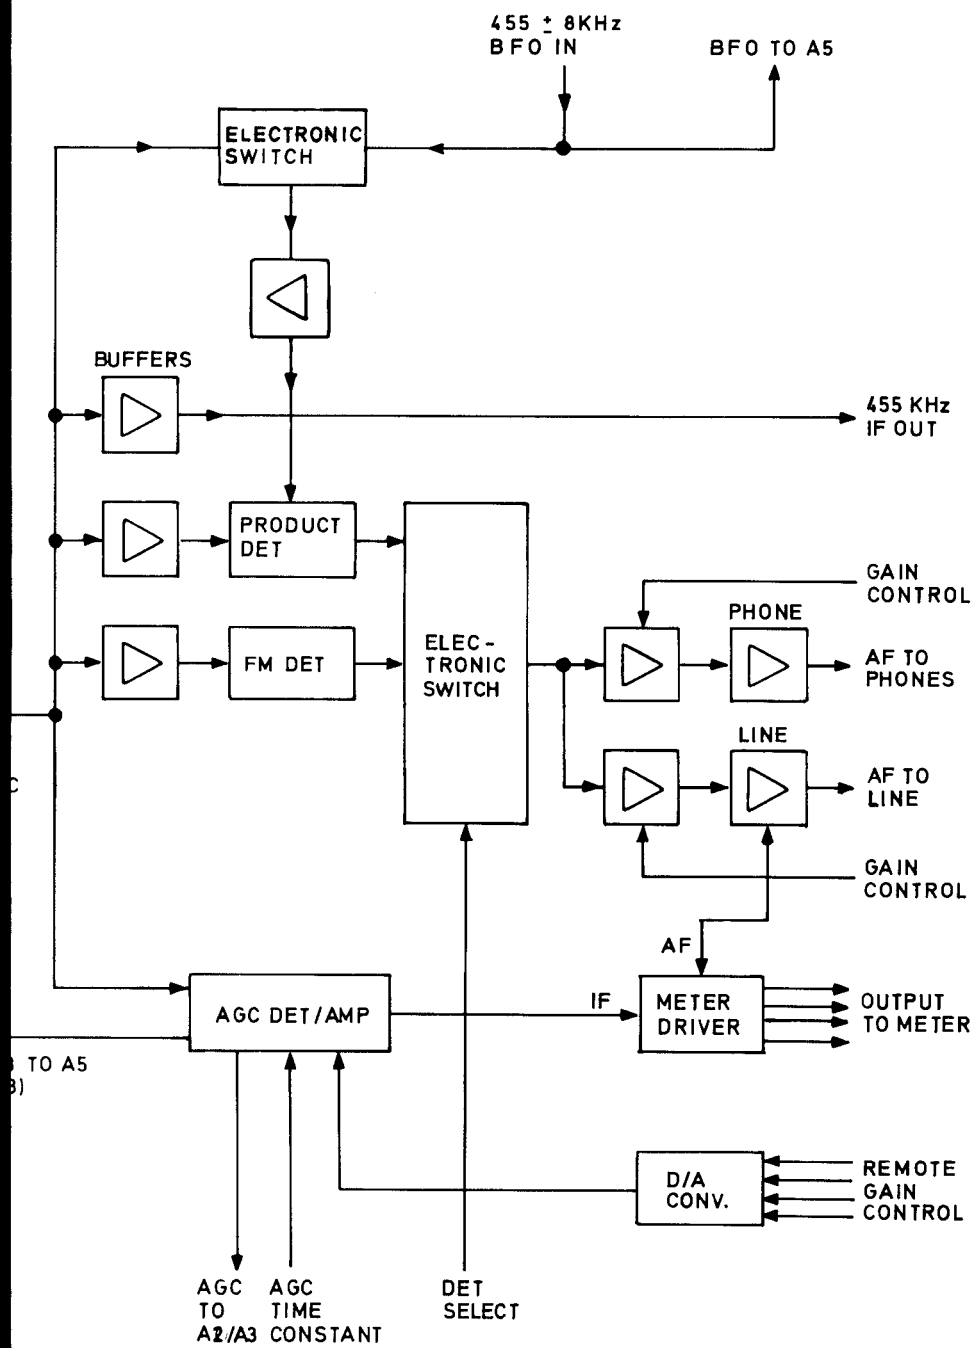 455 ± 8KHz
BFO IN
BFO TO A5
ELECTRONIC
SWITCH
BUFFERS
455 KHz
IF OUT
PRODUCT
DET
GAIN
CONTROL
PHONE
ELEC-
TRONIC
SWITCH
FM DET
AF TO
PHONES
LINE
AF TO
LINE
C
GAIN
CONTROL
AF
AGC DET/AMP
IF
METER
DRIVER
OUTPUT
TO METER
TO A5
)
D/A
CONV.
REMOTE
GAIN
CONTROL
AGC
TO
A2/A3
AGC
TIME
CONSTANT
DET
SELECT